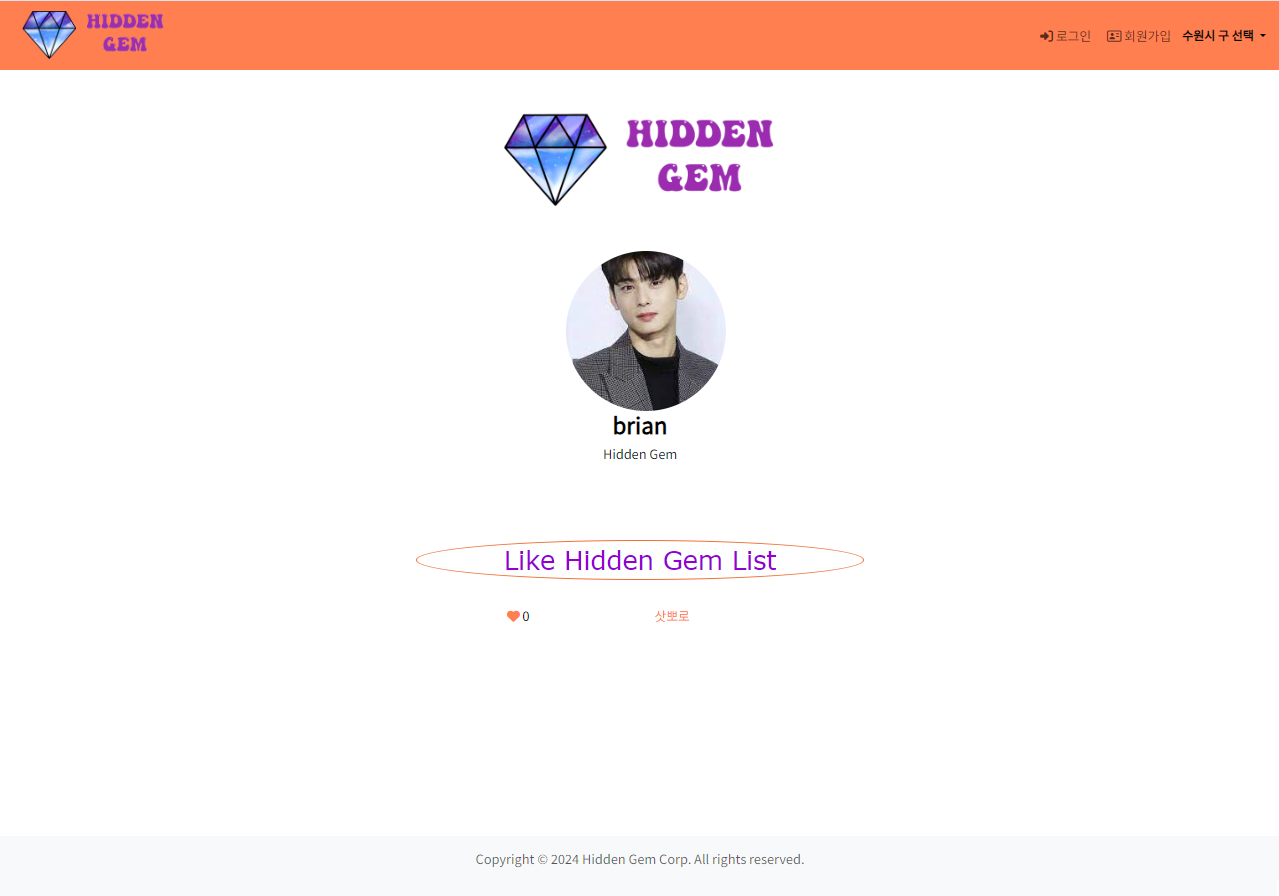 HIDDEN
GEM
로그인 회원가입 수원시 구 선택
HIDDEN
GEM
brian
Hidden Gem
Like Hidden Gem List
0 삿뽀로
Copyright © 2024 Hidden Gem Corp. All rights reserved.